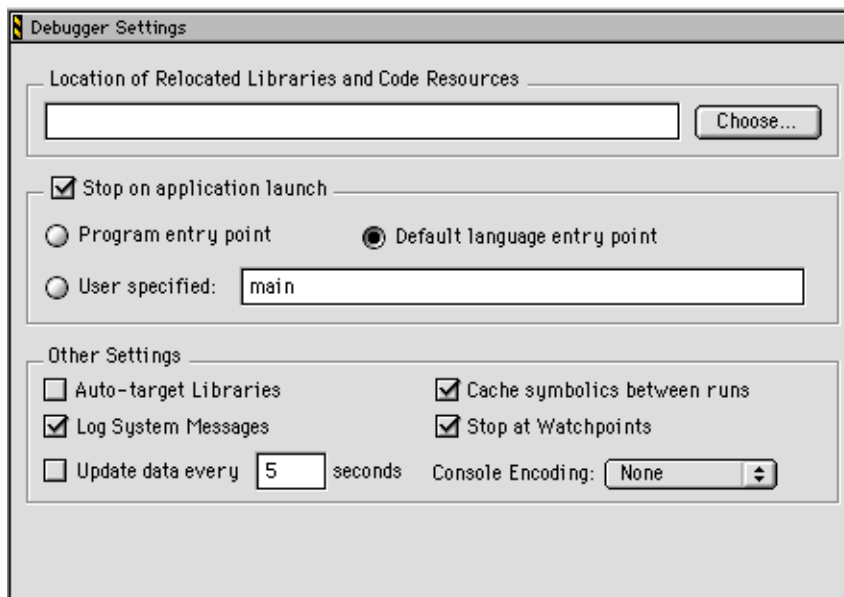 Debugger Settings
Location of Relocated Libraries and Code Resources
Choose...
Stop on application launch
Program entry point
Default language entry point
User specified: main
Other Settings
Auto-target Libraries
Cache symbolics between runs
Log System Messages
Stop at Watchpoints
Update data every 5 seconds
Console Encoding: None